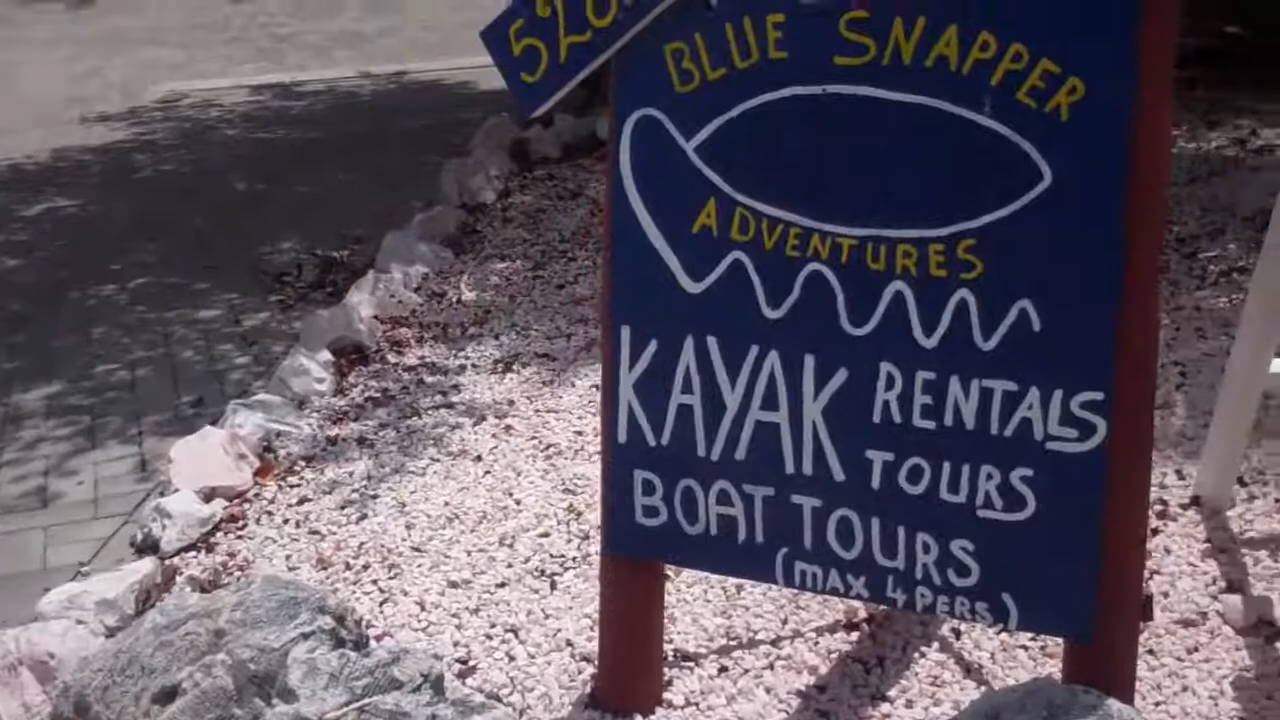 BLUE SNAPPER
ADVENTURES
KAYAK RENTALS
TOURS
BOAT TOURS
(MAX 4 PERS.)